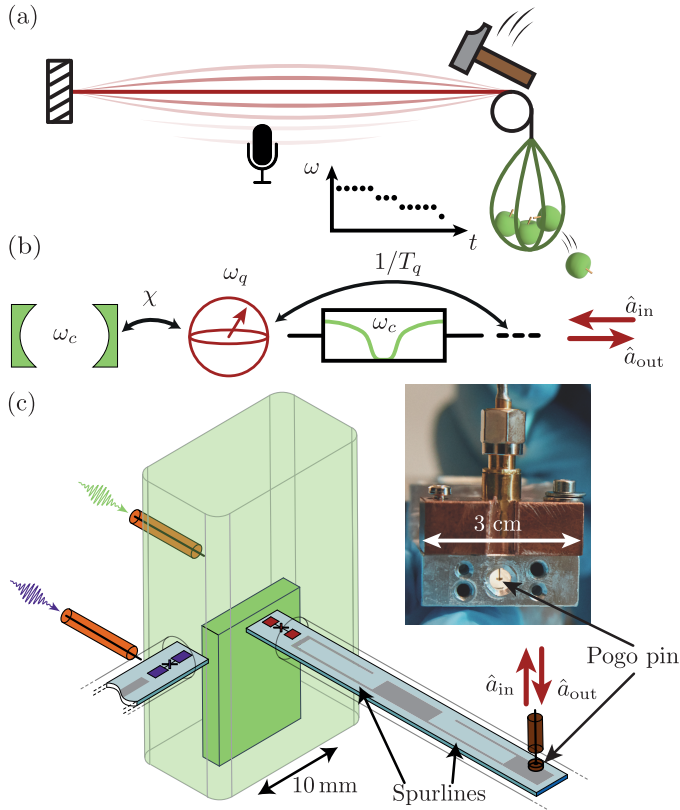 (a)
ω
t
(b)
χ
ω_c
ω_q
ω_c
1/T_q
â_in
â_out
(c)
3 cm
Pogo pin
â_in
â_out
10 mm
Spurlines